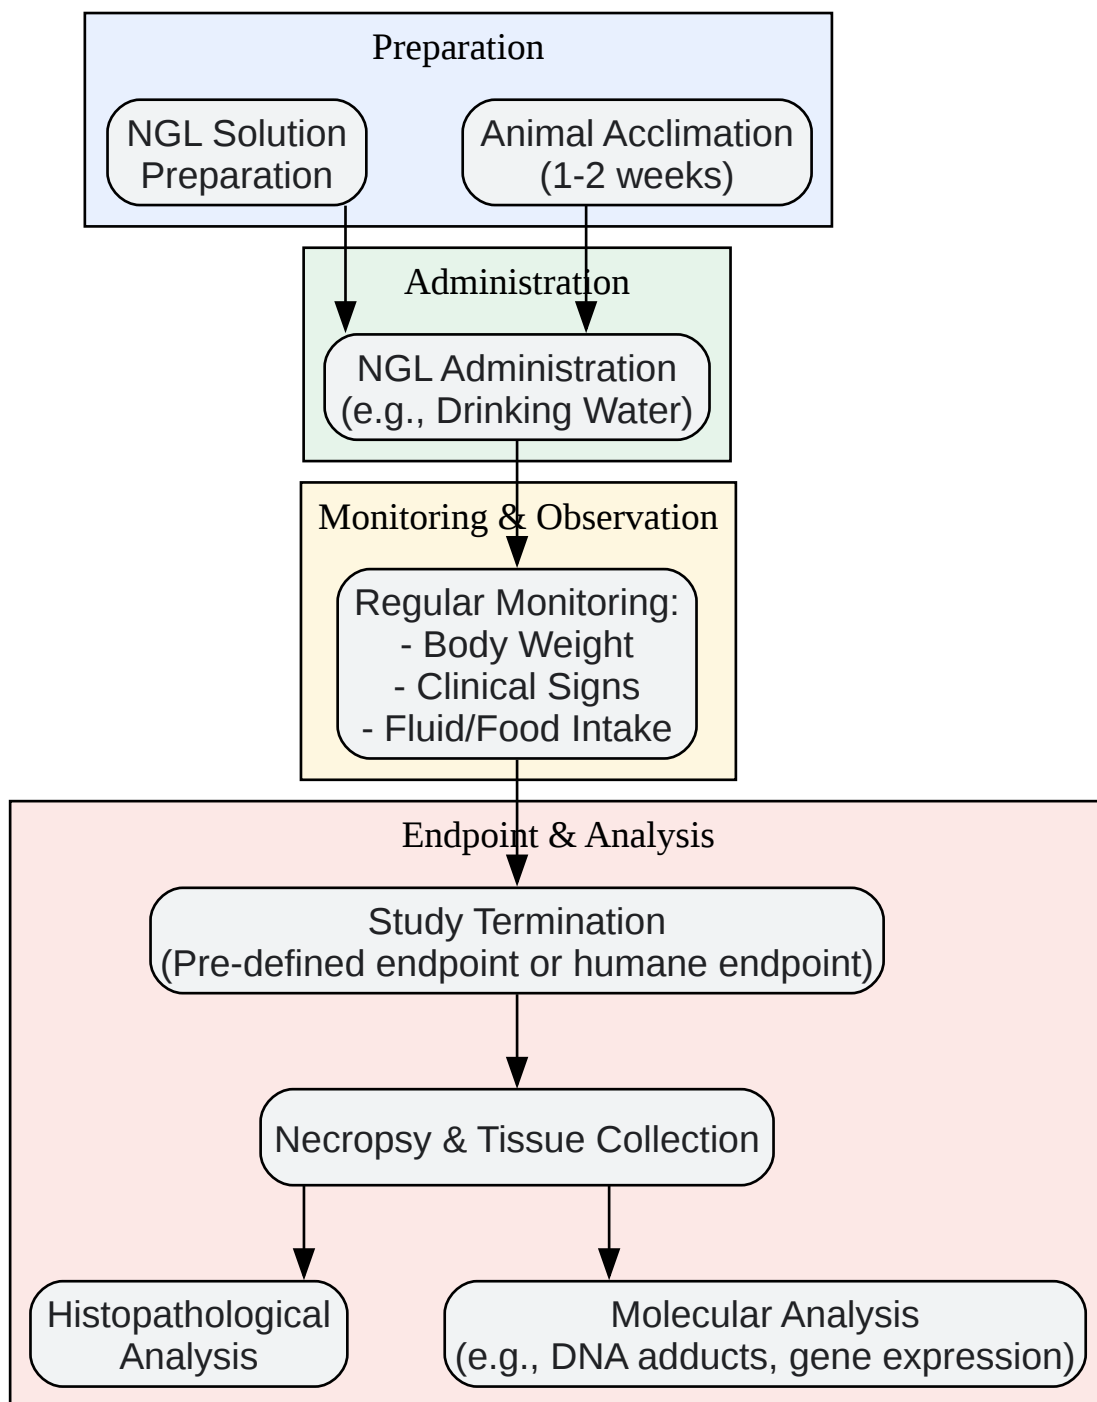 Preparation
NGL Solution
Preparation
Animal Acclimation
(1-2 weeks)
Administration
NGL Administration
(e.g., Drinking Water)
Monitoring & Observation
Regular Monitoring:
- Body Weight
- Clinical Signs
- Fluid/Food Intake
Endpoint & Analysis
Study Termination
(Pre-defined endpoint or humane endpoint)
Necropsy & Tissue Collection
Histopathological
Analysis
Molecular Analysis
(e.g., DNA adducts, gene expression)